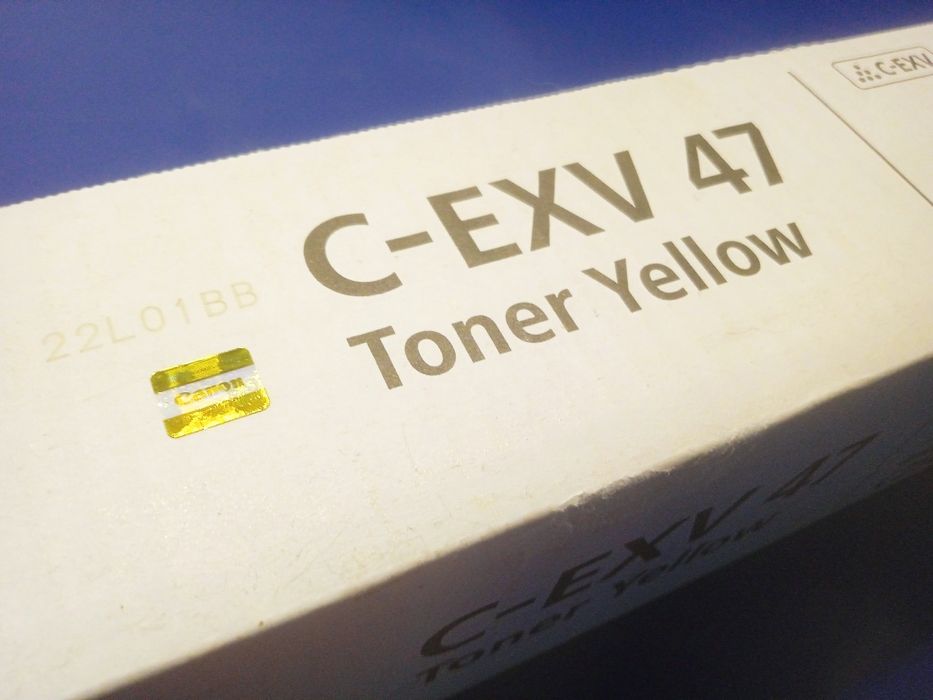 C-EXV
C-EXV 47
Toner Yellow
22L01BB
Canon
C-EXV 47
Toner Yellow